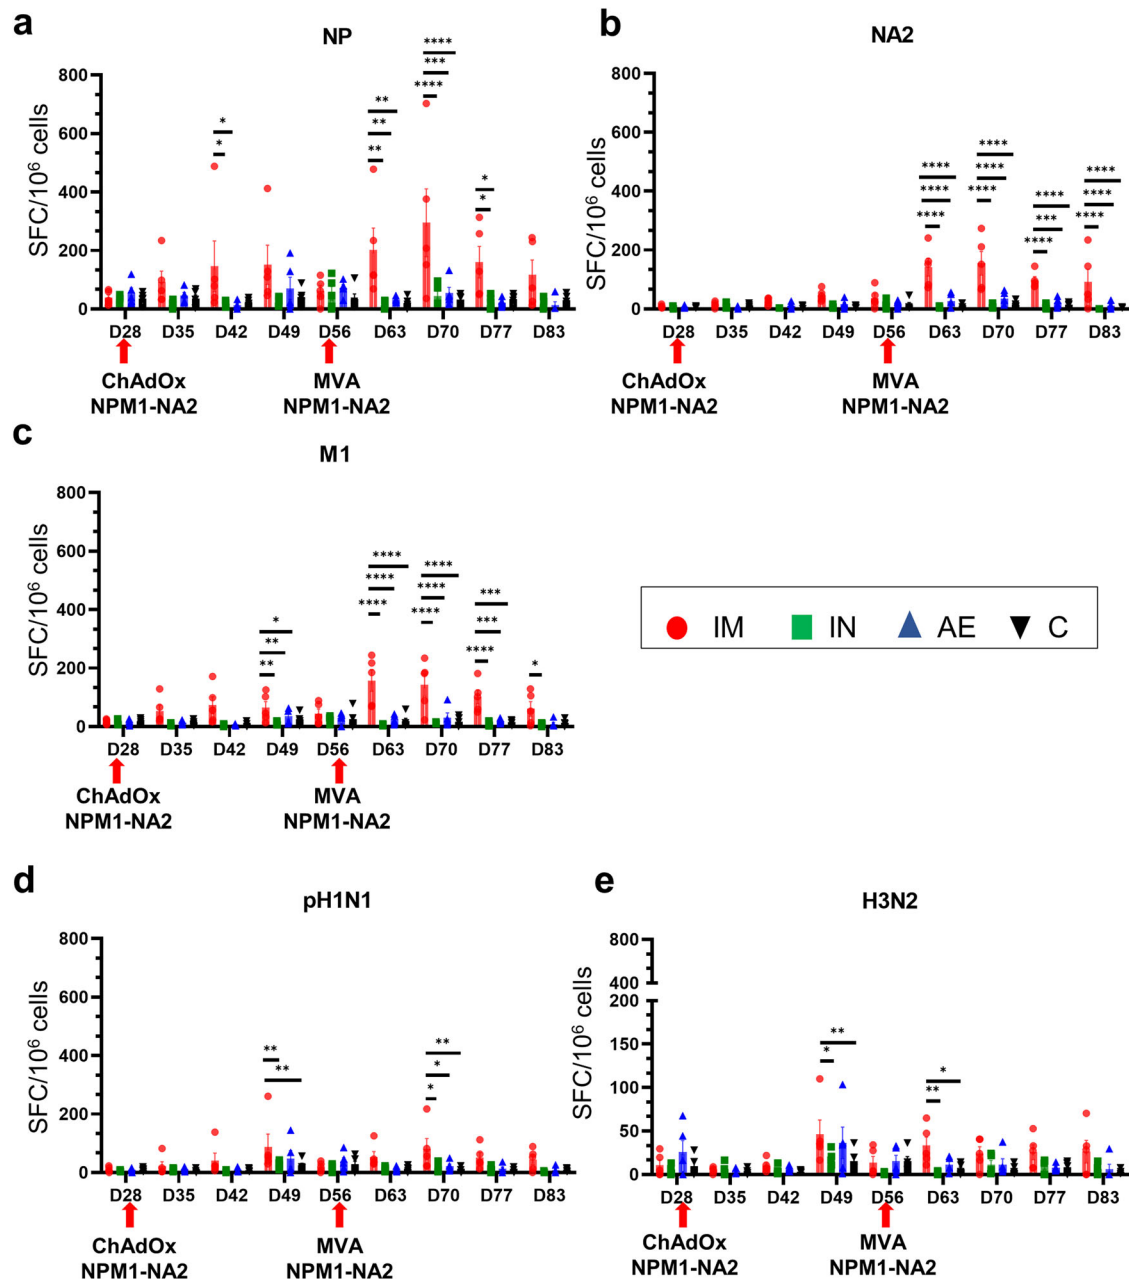 a
NP
SFC/10⁶ cells
800
600
400
200
0
* *
** ** **
**** *** ****
* *
D28 D35 D42 D49 D56 D63 D70 D77 D83
ChAdOx
NPM1-NA2
MVA
NPM1-NA2
b
NA2
SFC/10⁶ cells
800
600
400
200
0
**** **** ****
**** **** ****
**** *** ****
**** **** ****
D28 D35 D42 D49 D56 D63 D70 D77 D83
ChAdOx
NPM1-NA2
MVA
NPM1-NA2
c
M1
SFC/10⁶ cells
800
600
400
200
0
* ** **
**** **** ****
**** **** ****
*** *** ****
*
D28 D35 D42 D49 D56 D63 D70 D77 D83
ChAdOx
NPM1-NA2
MVA
NPM1-NA2
IM IN AE C
d
pH1N1
SFC/10⁶ cells
800
600
400
200
0
** **
** * *
D28 D35 D42 D49 D56 D63 D70 D77 D83
ChAdOx
NPM1-NA2
MVA
NPM1-NA2
e
H3N2
SFC/10⁶ cells
800
400
200
150
100
50
0
** *
* **
D28 D35 D42 D49 D56 D63 D70 D77 D83
ChAdOx
NPM1-NA2
MVA
NPM1-NA2